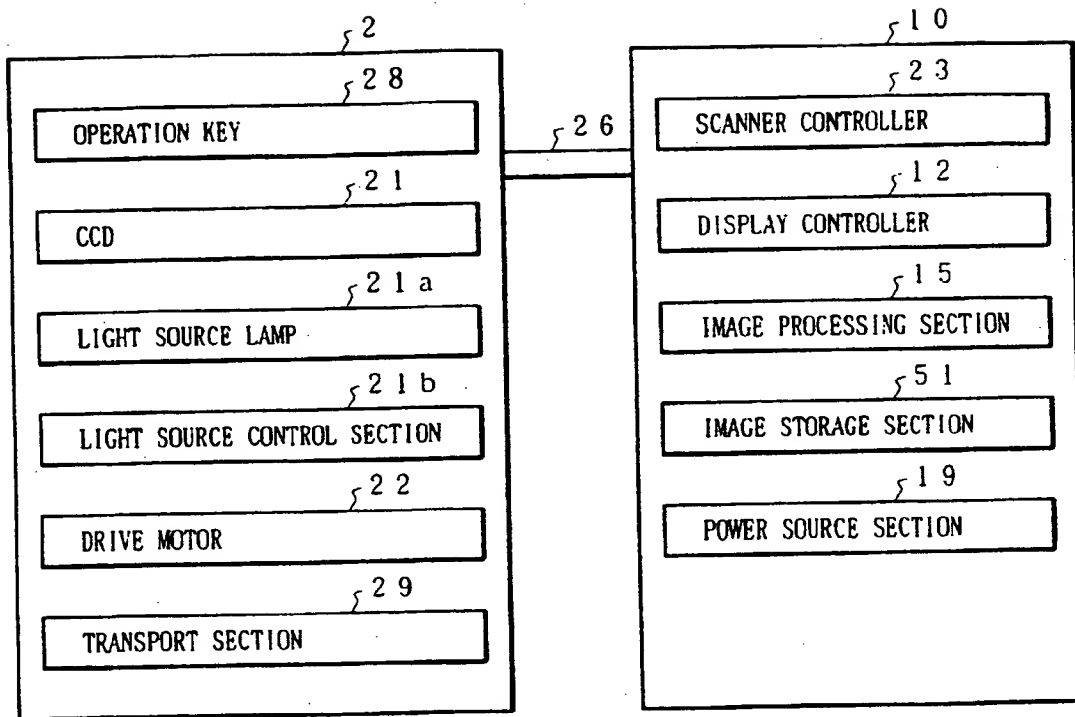 2
28
OPERATION KEY
21
CCD
21a
LIGHT SOURCE LAMP
21b
LIGHT SOURCE CONTROL SECTION
22
DRIVE MOTOR
29
TRANSPORT SECTION
26
10
23
SCANNER CONTROLLER
12
DISPLAY CONTROLLER
15
IMAGE PROCESSING SECTION
51
IMAGE STORAGE SECTION
19
POWER SOURCE SECTION